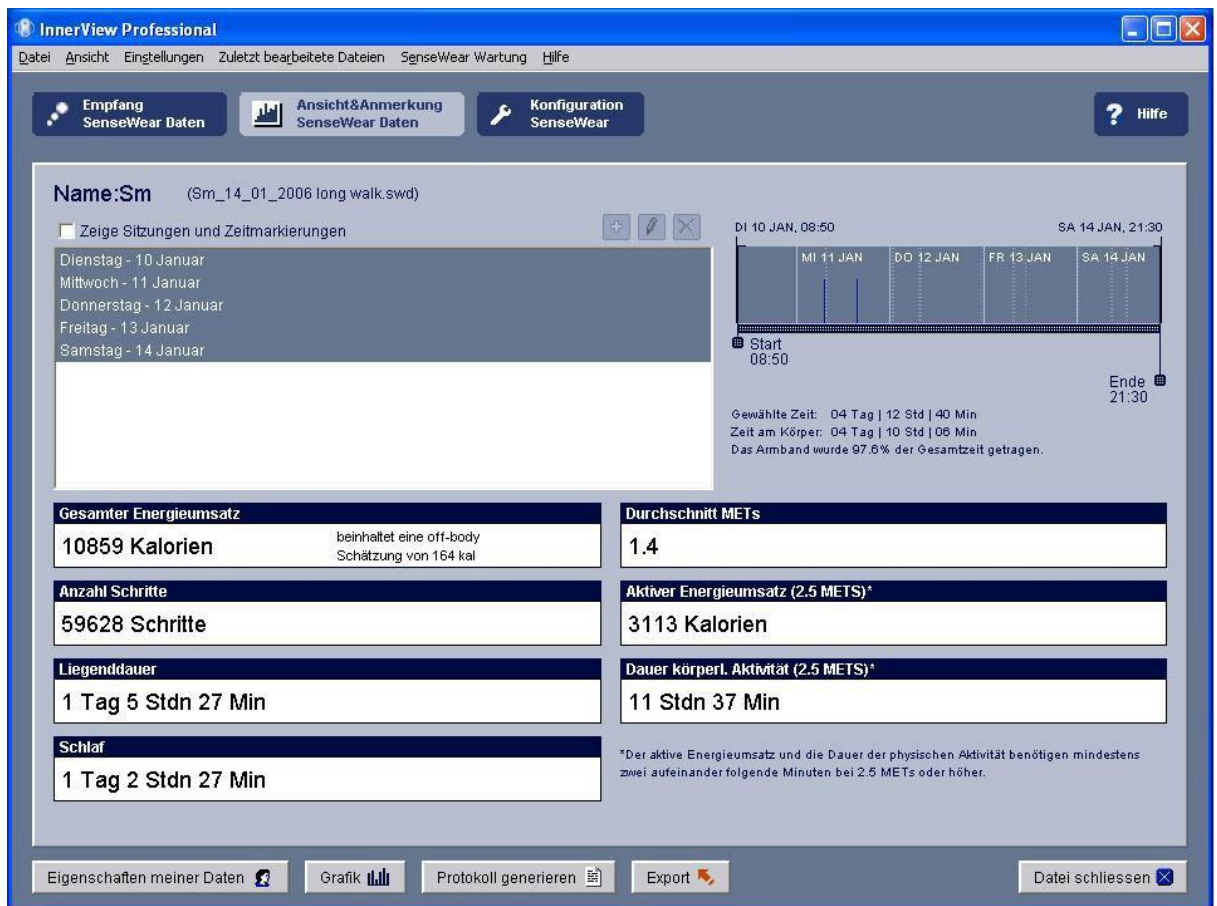 InnerView Professional
Datei Ansicht Einstellungen Zuletzt bearbeitete Dateien SenseWear Wartung Hilfe
Empfang
SenseWear Daten
Ansicht&Anmerkung
SenseWear Daten
Konfiguration
SenseWear
? Hilfe
Name:Sm (Sm_14_01_2006 long walk.swd)
Zeige Sitzungen und Zeitmarkierungen
Dienstag - 10 Januar
Mittwoch - 11 Januar
Donnerstag - 12 Januar
Freitag - 13 Januar
Samstag - 14 Januar
DI 10 JAN, 08:50 SA 14 JAN, 21:30
MI 11 JAN DO 12 JAN FR 13 JAN SA 14 JAN
Start
08:50
Ende
21:30
Gewählte Zeit: 04 Tag | 12 Std | 40 Min
Zeit am Körper: 04 Tag | 10 Std | 06 Min
Das Armband wurde 97.6% der Gesamtzeit getragen.
Gesamter Energieumsatz
10859 Kalorien
beinhaltet eine off-body
Schätzung von 164 kal
Durchschnitt METs
1.4
Anzahl Schritte
59628 Schritte
Aktiver Energieumsatz (2.5 METS)*
3113 Kalorien
Liegenddauer
1 Tag 5 Stdn 27 Min
Dauer körperl. Aktivität (2.5 METS)*
11 Stdn 37 Min
Schlaf
1 Tag 2 Stdn 27 Min
*Der aktive Energieumsatz und die Dauer der physischen Aktivität benötigen mindestens
zwei aufeinander folgende Minuten bei 2.5 METs oder höher.
Eigenschaften meiner Daten Grafik Protokoll generieren Export Datei schliessen